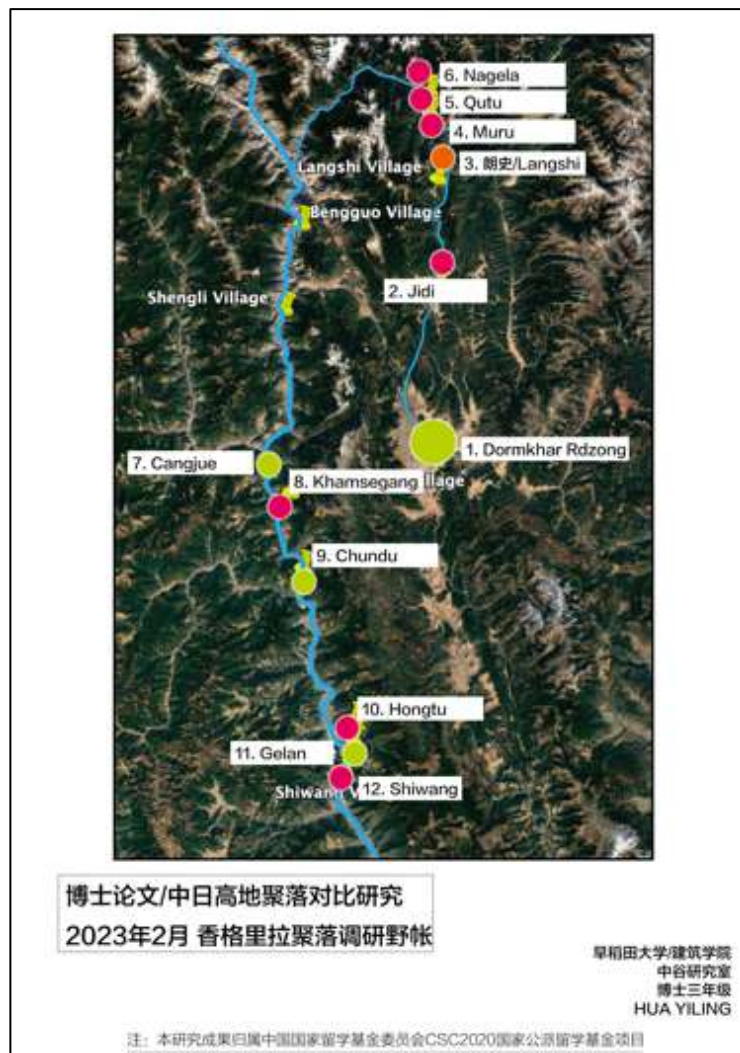 6. Nagela
5. Qutu
4. Muru
Langshi Village
3. 朗史/Langshi
Bengguo Village
2. Jidi
Shengli Village
1. Dormkhar Rdzong
7. Cangjue
8. Khamsegang
llage
9. Chundu
10. Hongtu
11. Gelan
Shiwang V
12. Shiwang
博士论文/中日高地聚落对比研究
2023年2月 香格里拉聚落调研野帐
早稻田大学/建筑学院
中谷研究室
博士三年级
HUA YILING
注：本研究成果归属中国国家留学基金委员会CSC2020国家公派留学基金项目